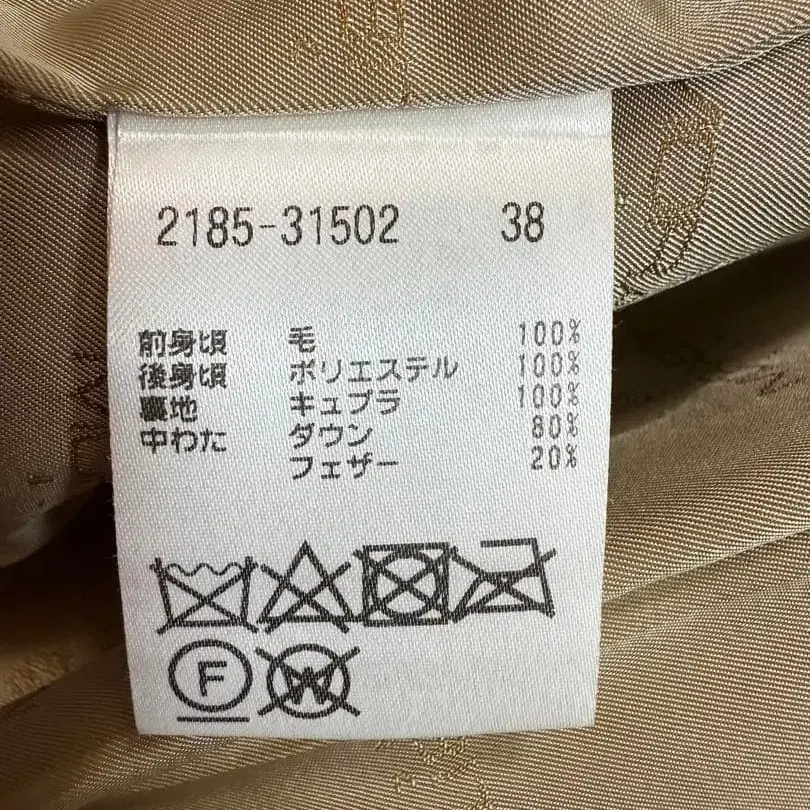 2185-31502 38
前身頃 毛 100%
後身頃 ポリエステル 100%
裏地 キュプラ 100%
中わた ダウン 80%
フェザー 20%
F W